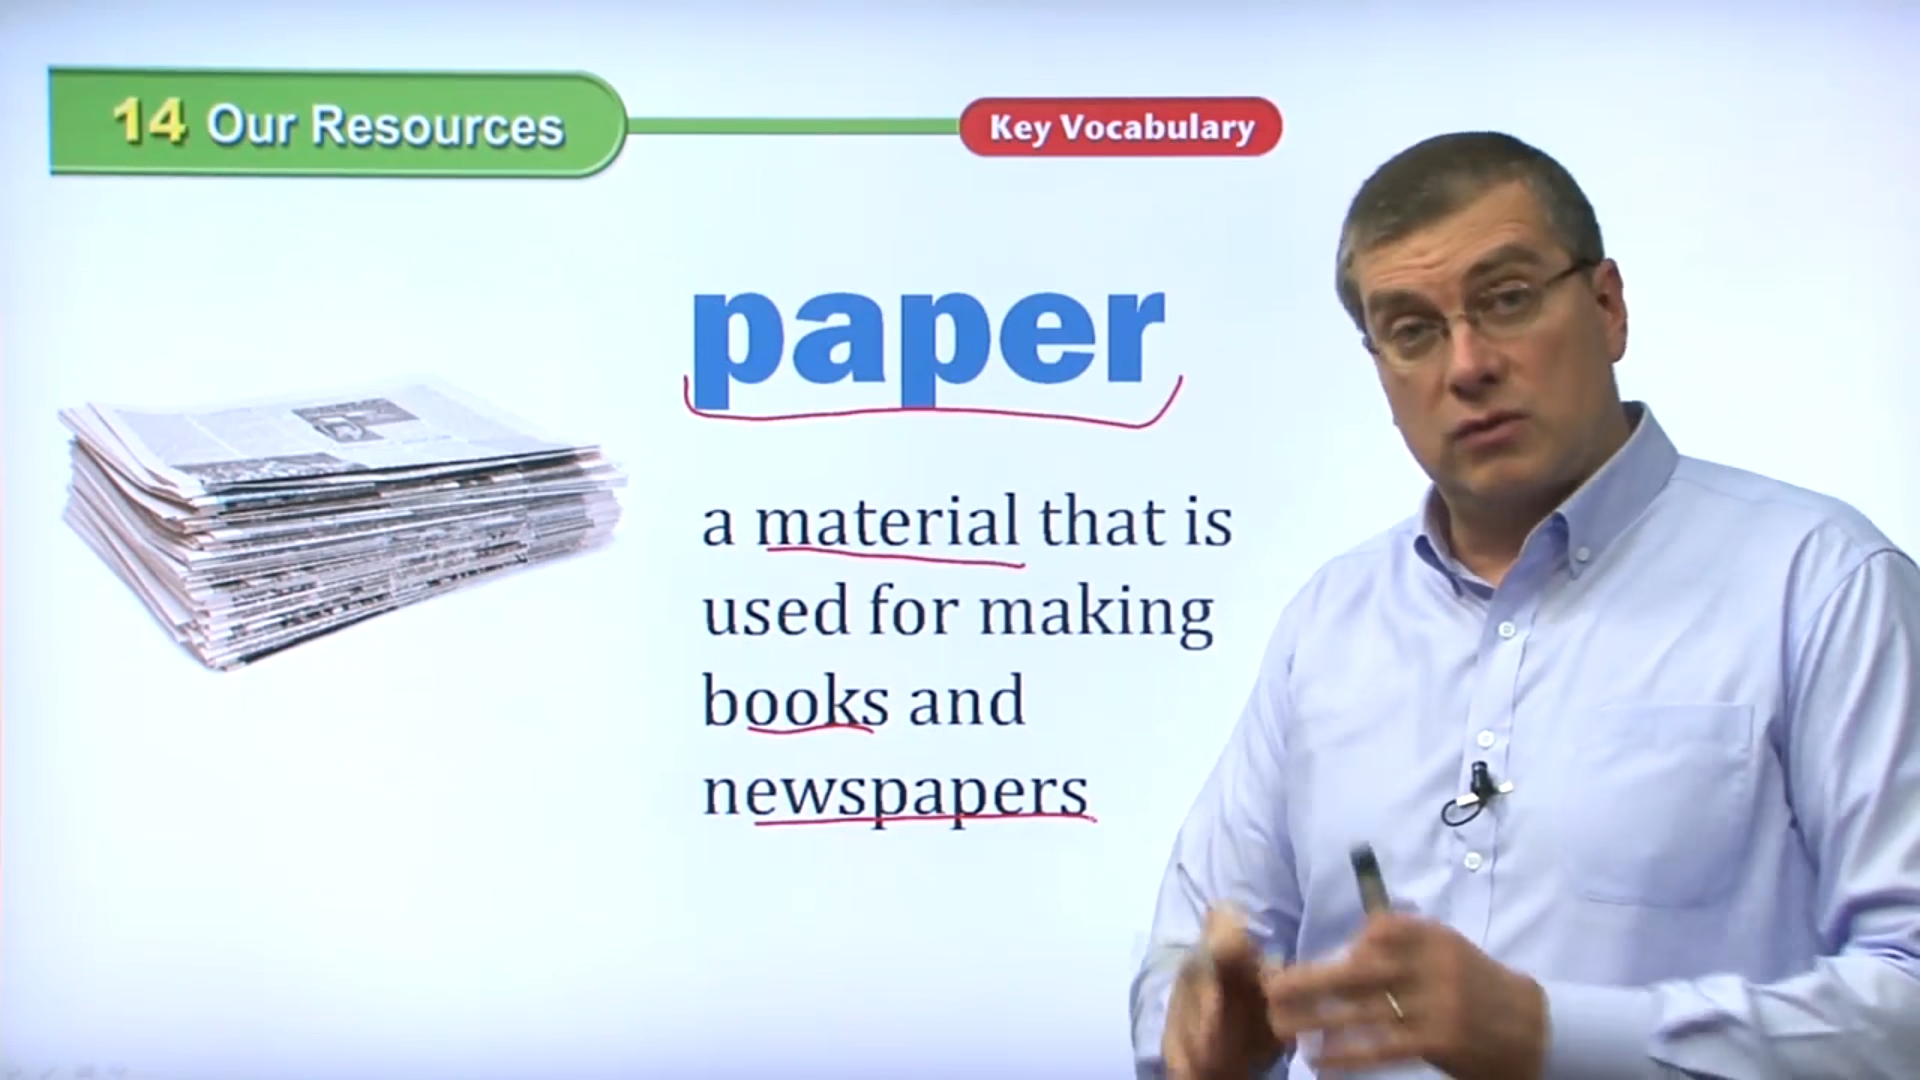 14 Our Resources
Key Vocabulary
paper
a material that is
used for making
books and
newspapers